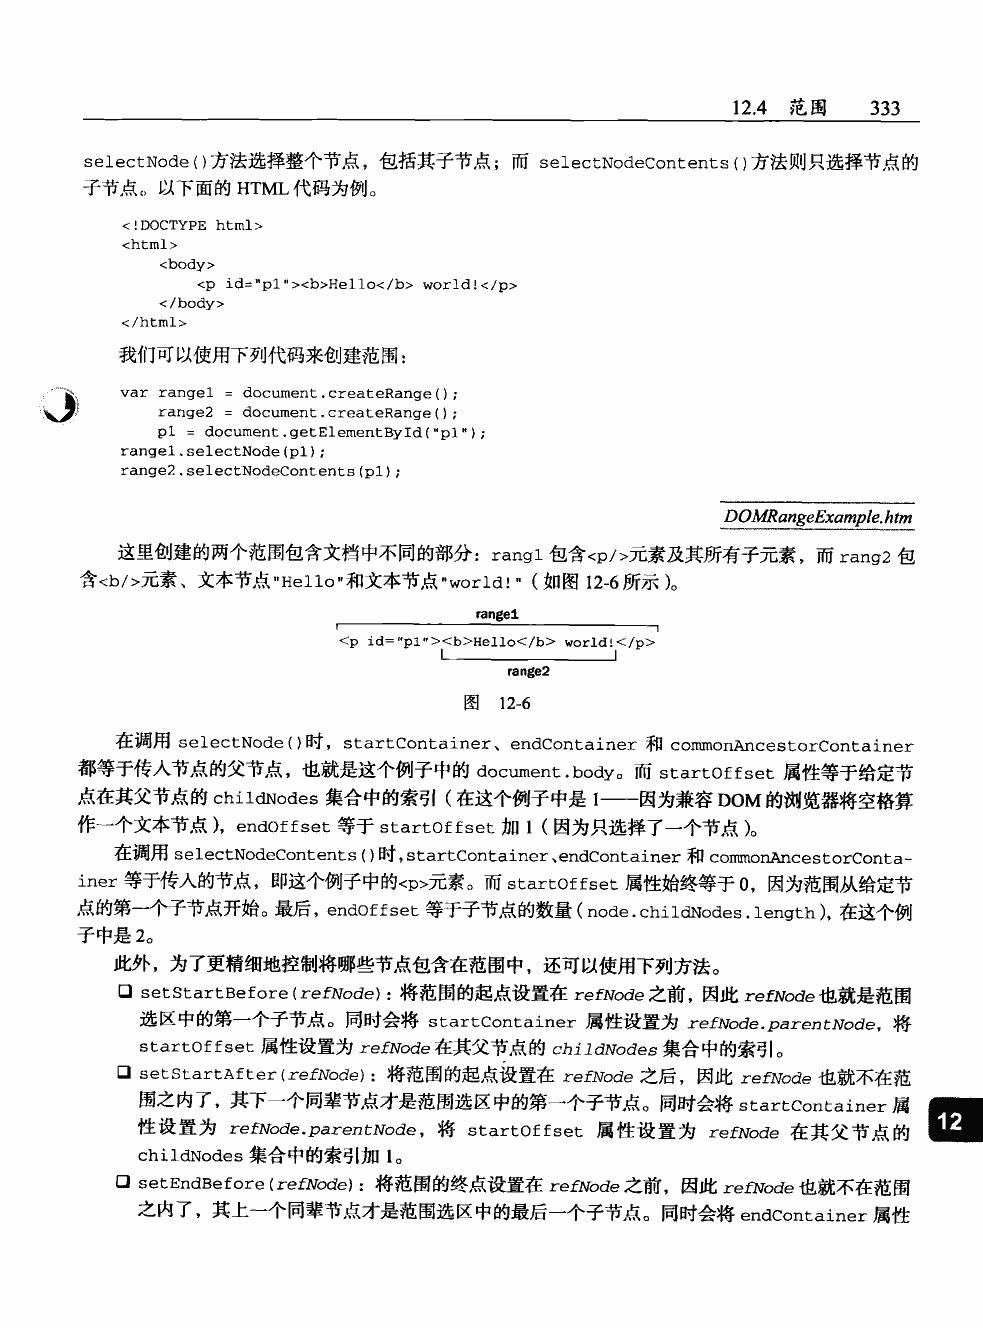 12.4 范围 333
selectNode()方法选择整个节点，包括其子节点；而 selectNodeContents()方法则只选择节点的
子节点。以下面的 HTML 代码为例。
<!DOCTYPE html>
<html>
<body>
<p id="p1"><b>Hello</b> world!</p>
</body>
</html>
我们可以使用下列代码来创建范围：
var range1 = document.createRange();
range2 = document.createRange();
p1 = document.getElementById("p1");
range1.selectNode(p1);
range2.selectNodeContents(p1);
DOMRangeExample.htm
这里创建的两个范围包含文档中不同的部分：rang1 包含<p/>元素及其所有子元素，而 rang2 包
含<b/>元素、文本节点"Hello"和文本节点"world!"（如图 12-6 所示）。
range1
<p id="p1"><b>Hello</b> world!</p>
range2
图 12-6
在调用 selectNode()时，startContainer、endContainer 和 commonAncestorContainer
都等于传入节点的父节点，也就是这个例子中的 document.body。而 startOffset 属性等于给定节
点在其父节点的 childNodes 集合中的索引（在这个例子中是 1——因为兼容 DOM 的浏览器将空格算
作一个文本节点），endOffset 等于 startOffset 加 1（因为只选择了一个节点）。
在调用 selectNodeContents()时，startContainer、endContainer 和 commonAncestorConta-
iner 等于传入的节点，即这个例子中的<p>元素。而 startOffset 属性始终等于 0，因为范围从给定节
点的第一个子节点开始。最后，endOffset 等于子节点的数量（node.childNodes.length），在这个例
子中是 2。
此外，为了更精细地控制将哪些节点包含在范围中，还可以使用下列方法。
❑ setStartBefore(refNode)：将范围的起点设置在 refNode 之前，因此 refNode 也就是范围
选区中的第一个子节点。同时会将 startContainer 属性设置为 refNode.parentNode，将
startOffset 属性设置为 refNode 在其父节点的 childNodes 集合中的索引。
❑ setStartAfter(refNode)：将范围的起点设置在 refNode 之后，因此 refNode 也就不在范
围之内了，其下一个同辈节点才是范围选区中的第一个子节点。同时会将 startContainer 属
性设置为 refNode.parentNode，将 startOffset 属性设置为 refNode 在其父节点的
childNodes 集合中的索引加 1。
12
❑ setEndBefore(refNode)：将范围的终点设置在 refNode 之前，因此 refNode 也就不在范围
之内了，其上一个同辈节点才是范围选区中的最后一个子节点。同时会将 endContainer 属性